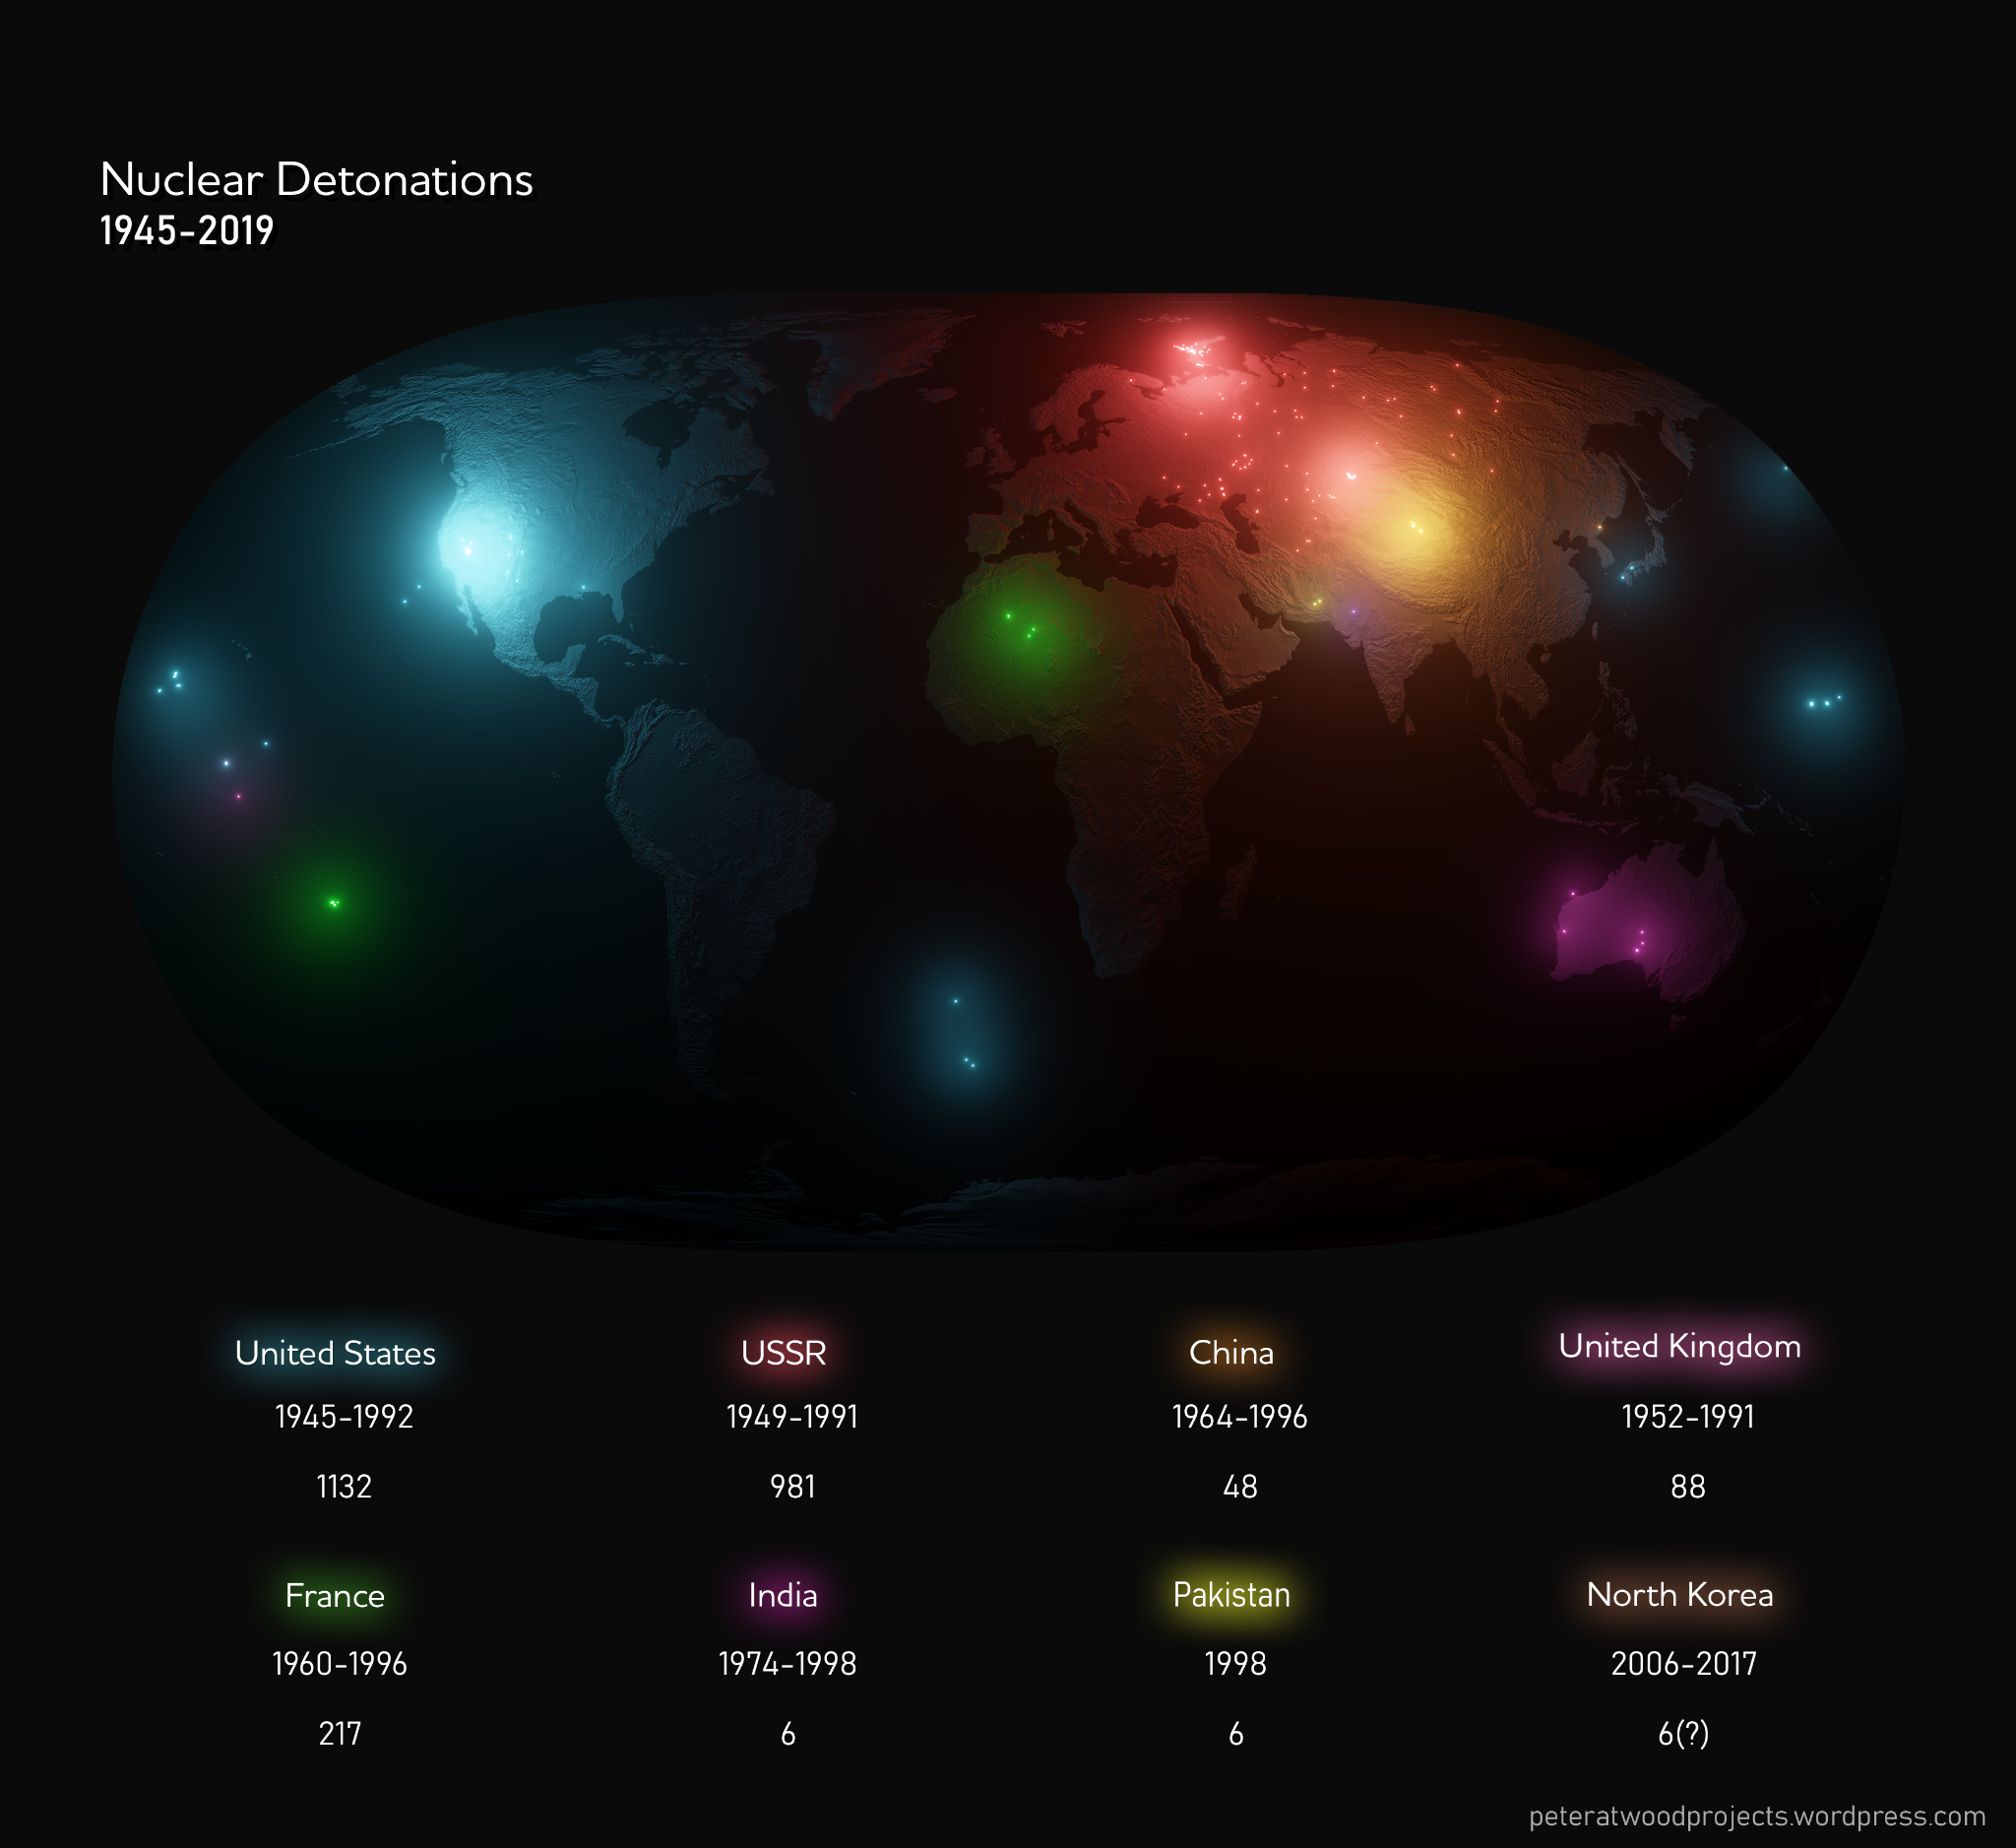 Nuclear Detonations
1945-2019
United States
USSR
China
United Kingdom
1945-1992
1949-1991
1964-1996
1952-1991
1132
981
48
88
France
India
Pakistan
North Korea
1960-1996
1974-1998
1998
2006-2017
217
6
6
6(?)
peteratwoodprojects.wordpress.com